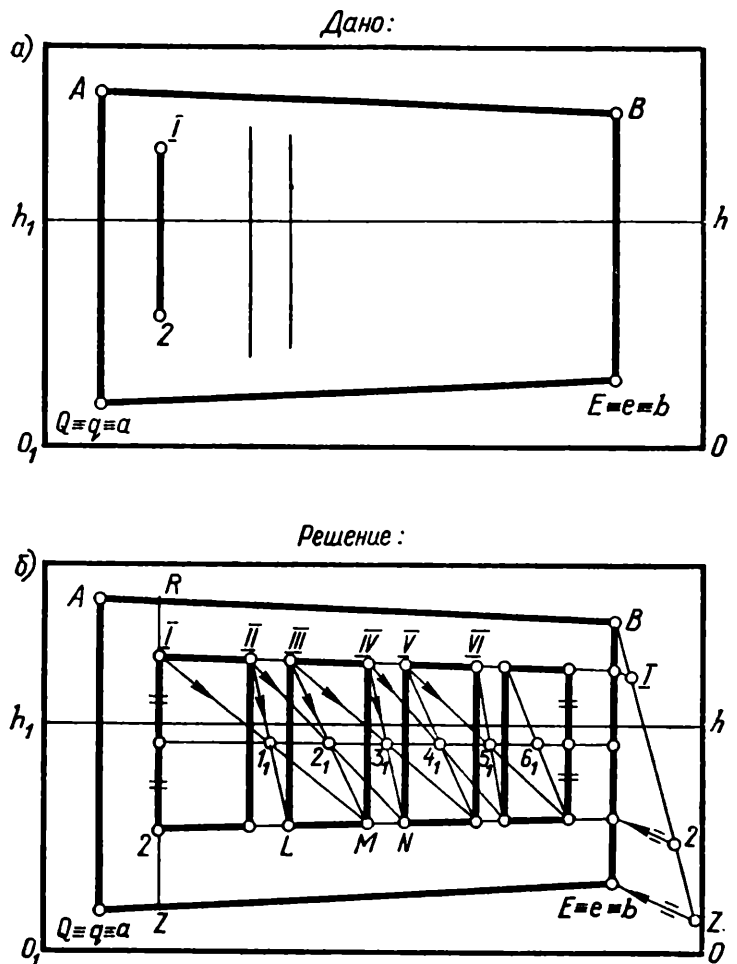 Дано:
а)
A
B
I
h₁
h
2
Q≡q≡a
E≡e≡b
O₁
O
Решение:
б)
A
R
B
I
II
III
IV
V
VI
I
h₁
h
1₁
2₁
3₁
4₁
5₁
6₁
2
L
M
N
2
Q≡q≡a
Z
E≡e≡b
Z.
O₁
O